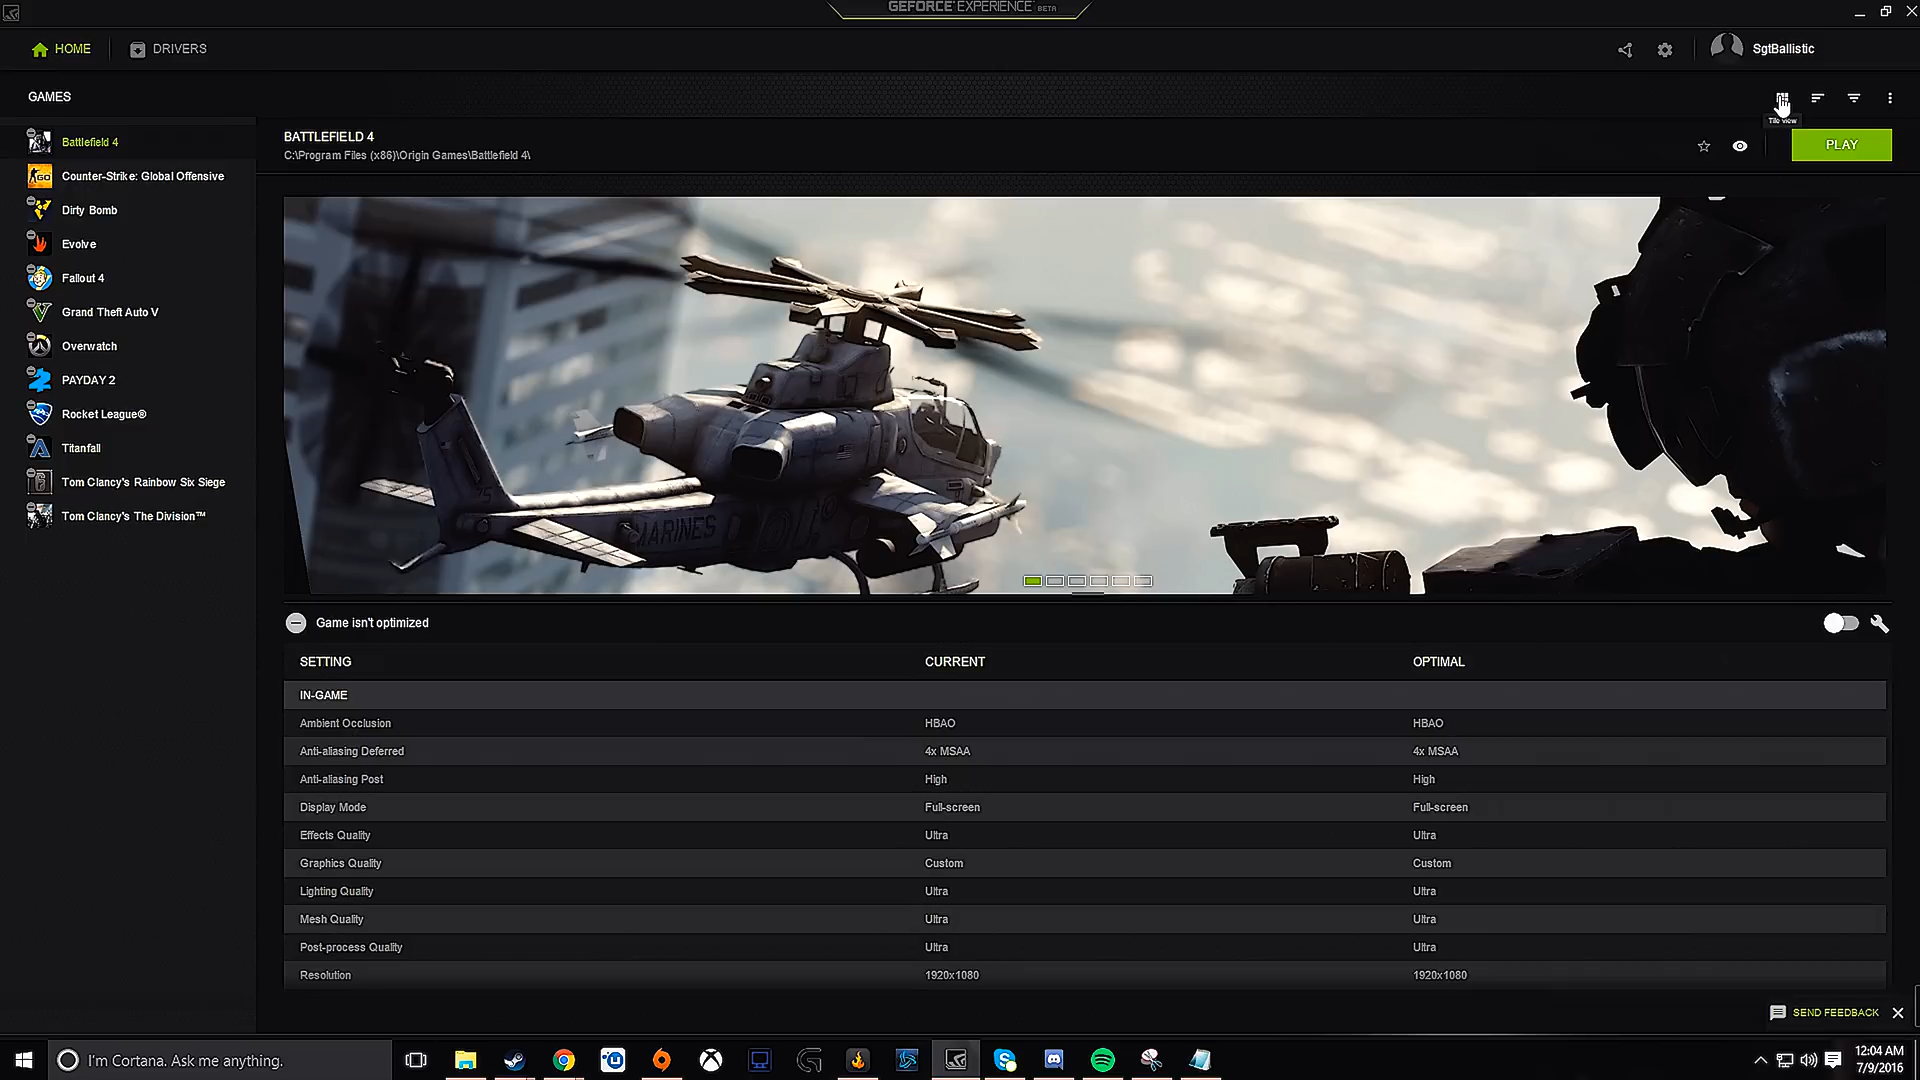 GEFORCE EXPERIENCE BETA
HOME
DRIVERS
SgtBallistic
GAMES
Tile view
Battlefield 4
Counter-Strike: Global Offensive
Dirty Bomb
Evolve
Fallout 4
Grand Theft Auto V
Overwatch
PAYDAY 2
Rocket League®
Titanfall
Tom Clancy's Rainbow Six Siege
Tom Clancy's The Division™
BATTLEFIELD 4
C:\Program Files (x86)\Origin Games\Battlefield 4\
PLAY
MARINES
Game isn't optimized
SETTING CURRENT OPTIMAL
IN-GAME
Ambient Occlusion HBAO HBAO
Anti-aliasing Deferred 4x MSAA 4x MSAA
Anti-aliasing Post High High
Display Mode Full-screen Full-screen
Effects Quality Ultra Ultra
Graphics Quality Custom Custom
Lighting Quality Ultra Ultra
Mesh Quality Ultra Ultra
Post-process Quality Ultra Ultra
Resolution 1920x1080 1920x1080
SEND FEEDBACK
I'm Cortana. Ask me anything.
12:04 AM
7/9/2016